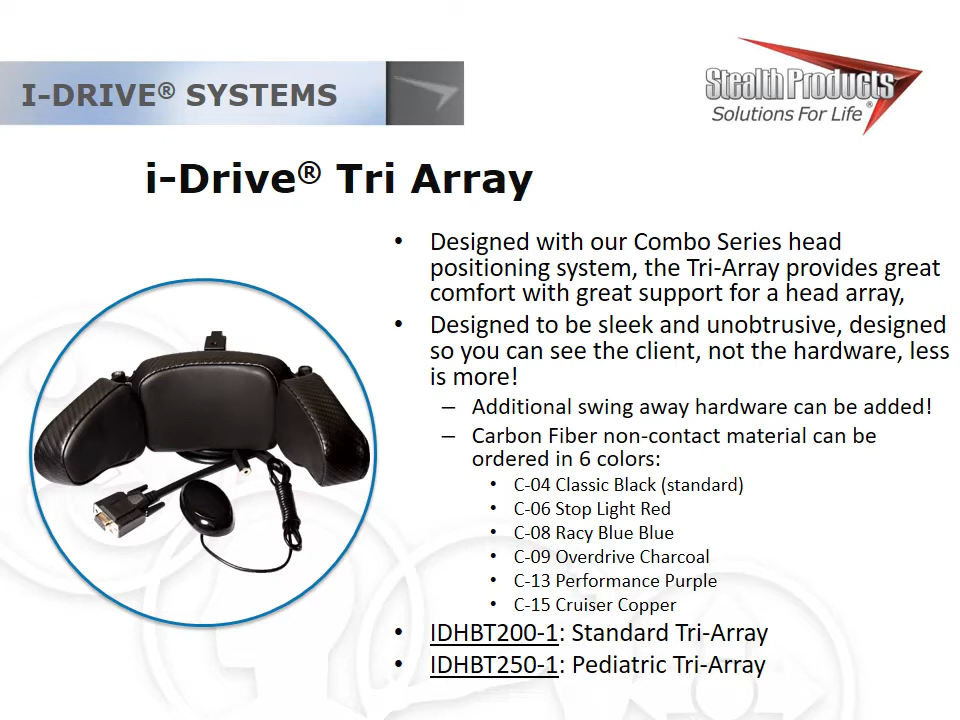 I-DRIVE® SYSTEMS
Stealth Products®
Solutions For Life
i-Drive® Tri Array
• Designed with our Combo Series head
positioning system, the Tri-Array provides great
comfort with great support for a head array,
• Designed to be sleek and unobtrusive, designed
so you can see the client, not the hardware, less
is more!
– Additional swing away hardware can be added!
– Carbon Fiber non-contact material can be
ordered in 6 colors:
• C-04 Classic Black (standard)
• C-06 Stop Light Red
• C-08 Racy Blue Blue
• C-09 Overdrive Charcoal
• C-13 Performance Purple
• C-15 Cruiser Copper
• IDHBT200-1: Standard Tri-Array
• IDHBT250-1: Pediatric Tri-Array